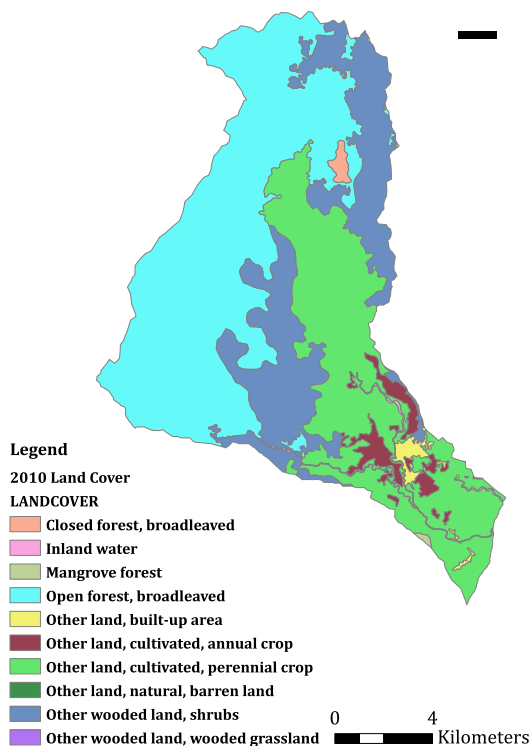 Legend
2010 Land Cover
LANDCOVER
Closed forest, broadleaved
Inland water
Mangrove forest
Open forest, broadleaved
Other land, built-up area
Other land, cultivated, annual crop
Other land, cultivated, perennial crop
Other land, natural, barren land
Other wooded land, shrubs
Other wooded land, wooded grassland
0 4
Kilometers